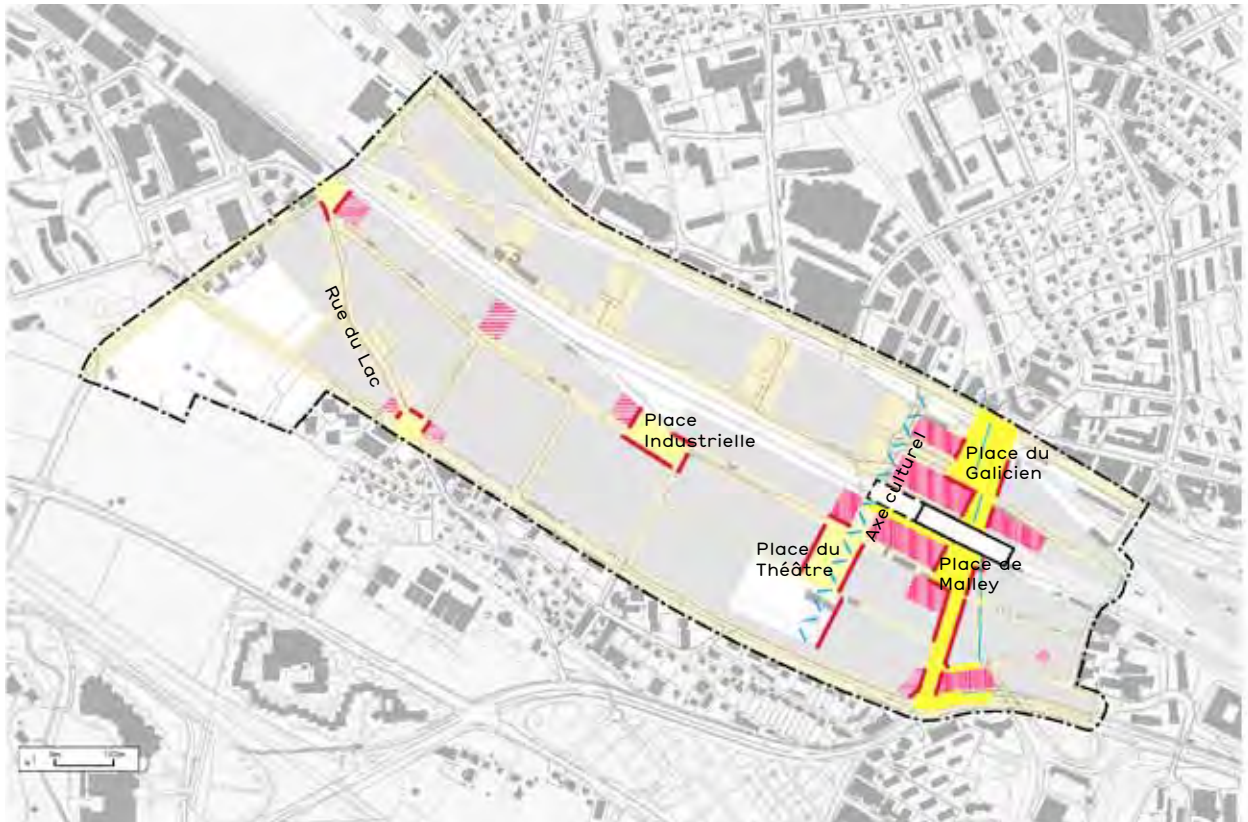 Rue du Lac
Place
Industrielle
Axe culturel
Place du
Galicien
Place du
Théâtre
Place de
Malley